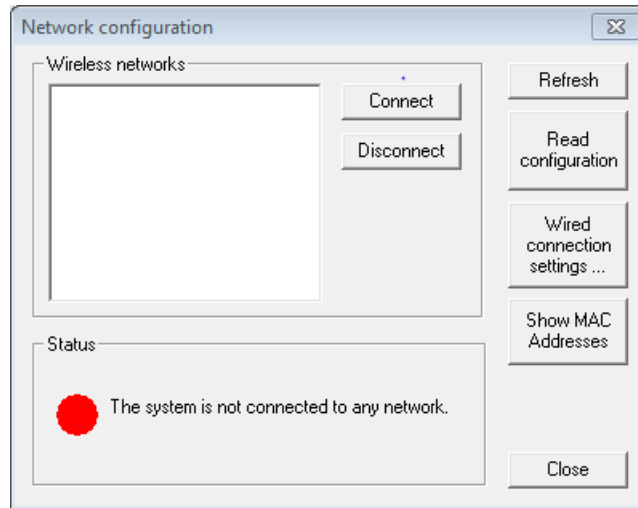 Network configuration
Wireless networks
Connect
Disconnect
Refresh
Read
configuration
Wired
connection
settings ...
Show MAC
Addresses
Status
The system is not connected to any network.
Close